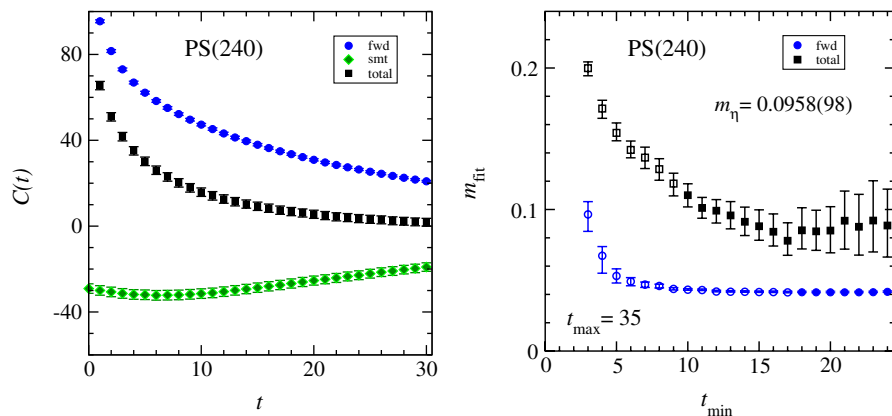 PS(240)
fwd
smt
total
80
40
0
-40
C(t)
0 10 20 30
t
PS(240)
fwd
total
m_η = 0.0958(98)
0.2
0.1
0.0
m_fit
t_max = 35
0 5 10 15 20
t_min